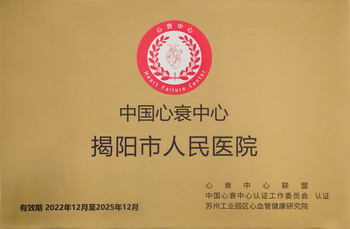 心衰中心
Heart Failure Center
中国心衰中心
揭阳市人民医院
心衰中心联盟
中国心衰中心认证工作委员会 认证
苏州工业园区心血管健康研究院
有效期 2022年12月至2025年12月